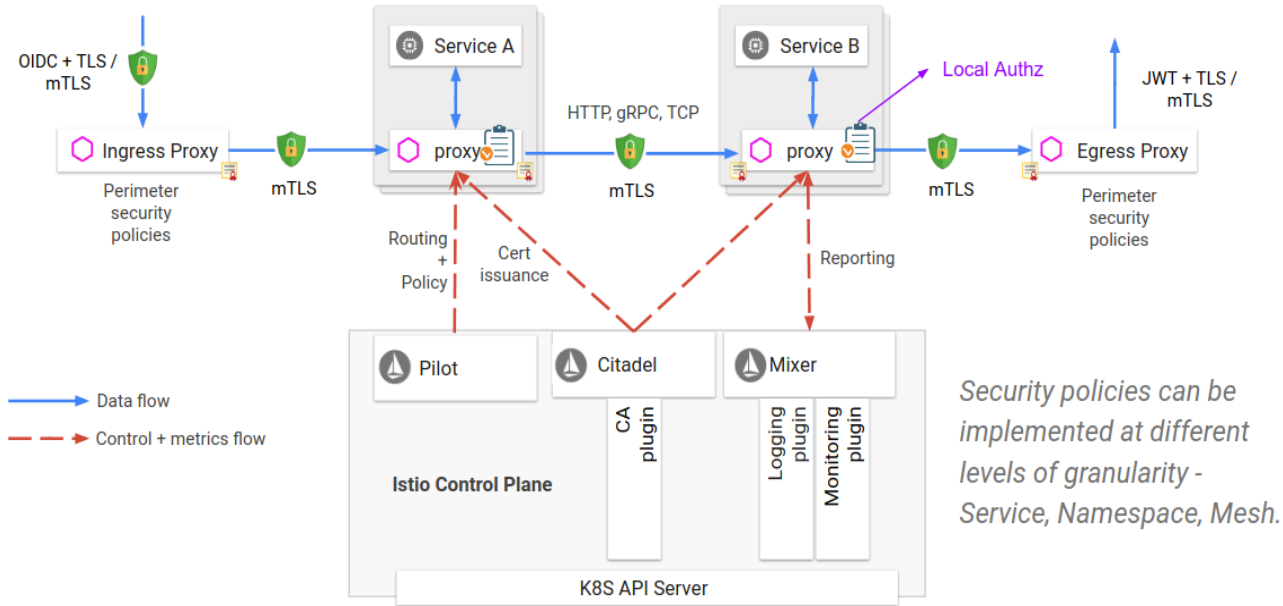 OIDC + TLS /
mTLS
Service A
Service B
Local Authz
JWT + TLS /
mTLS
HTTP, gRPC, TCP
Ingress Proxy
proxy
proxy
Egress Proxy
mTLS
mTLS
mTLS
Perimeter
security
policies
Perimeter
security
policies
Routing
+
Policy
Cert
issuance
Reporting
Pilot
Citadel
Mixer
Data flow
Control + metrics flow
CA
plugin
Logging
plugin
Monitoring
plugin
Istio Control Plane
K8S API Server
Security policies can be
implemented at different
levels of granularity -
Service, Namespace, Mesh.